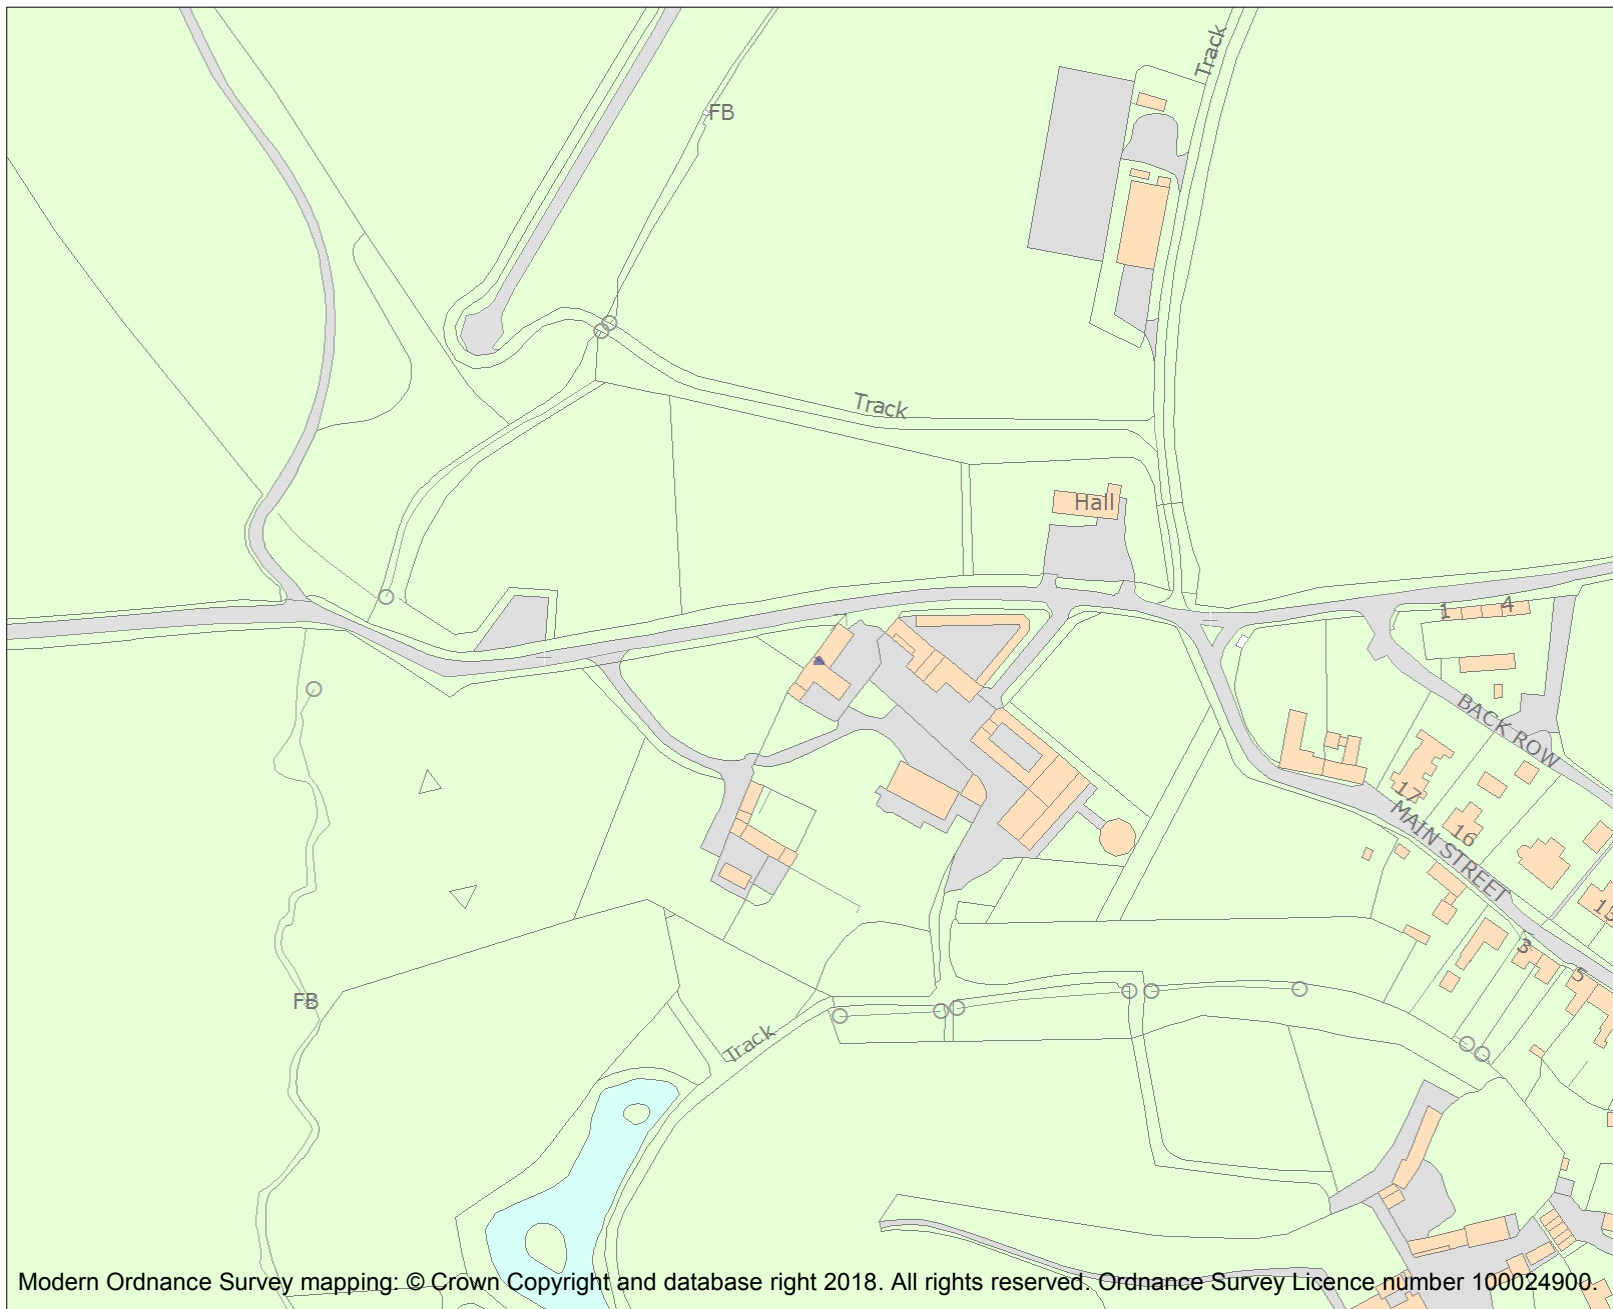 Track
FB
Track
Hall
1
4
BACK ROW
17
MAIN STREET
16
15
3
5
FB
Track
Modern Ordnance Survey mapping: © Crown Copyright and database right 2018. All rights reserved. Ordnance Survey Licence number 100024900.